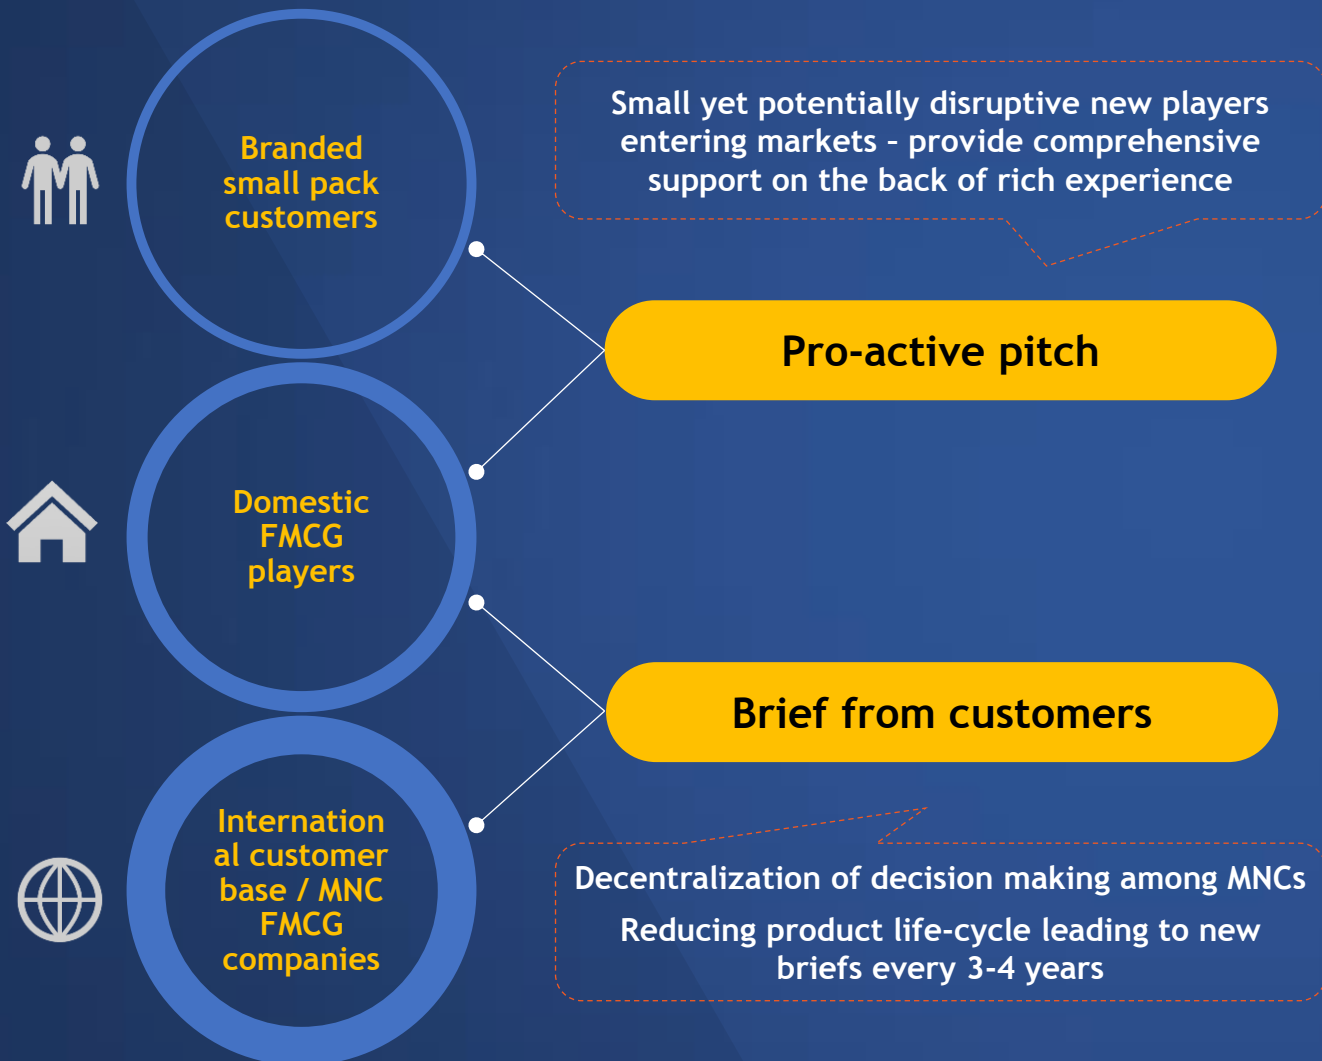 Small yet potentially disruptive new players
entering markets – provide comprehensive
support on the back of rich experience
Branded
small pack
customers
Pro-active pitch
Domestic
FMCG
players
Brief from customers
Internation
al customer
base / MNC
FMCG
companies
Decentralization of decision making among MNCs
Reducing product life-cycle leading to new
briefs every 3-4 years